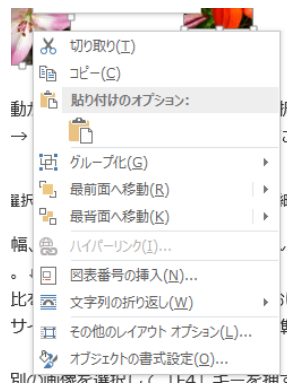 切り取り(T)
コピー(C)
貼り付けのオプション:
グループ化(G)
最前面へ移動(R)
最背面へ移動(K)
ハイパーリンク(I)...
図表番号の挿入(N)...
文字列の折り返し(W)
その他のレイアウト オプション(L)...
オブジェクトの書式設定(O)...